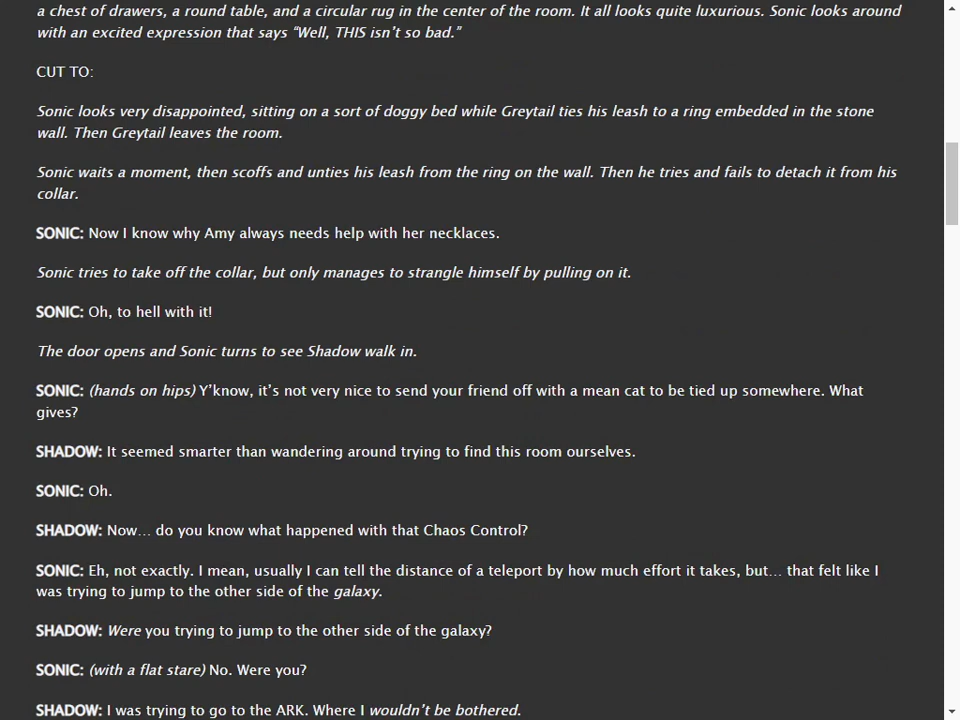 a chest of drawers, a round table, and a circular rug in the center of the room. It all looks quite luxurious. Sonic looks around
with an excited expression that says “Well, THIS isn’t so bad.”
CUT TO:
Sonic looks very disappointed, sitting on a sort of doggy bed while Greytail ties his leash to a ring embedded in the stone
wall. Then Greytail leaves the room.
Sonic waits a moment, then scoffs and unties his leash from the ring on the wall. Then he tries and fails to detach it from his
collar.
SONIC: Now I know why Amy always needs help with her necklaces.
Sonic tries to take off the collar, but only manages to strangle himself by pulling on it.
SONIC: Oh, to hell with it!
The door opens and Sonic turns to see Shadow walk in.
SONIC: (hands on hips) Y’know, it’s not very nice to send your friend off with a mean cat to be tied up somewhere. What
gives?
SHADOW: It seemed smarter than wandering around trying to find this room ourselves.
SONIC: Oh.
SHADOW: Now… do you know what happened with that Chaos Control?
SONIC: Eh, not exactly. I mean, usually I can tell the distance of a teleport by how much effort it takes, but… that felt like I
was trying to jump to the other side of the galaxy.
SHADOW: Were you trying to jump to the other side of the galaxy?
SONIC: (with a flat stare) No. Were you?
SHADOW: I was trying to go to the ARK. Where I wouldn’t be bothered.